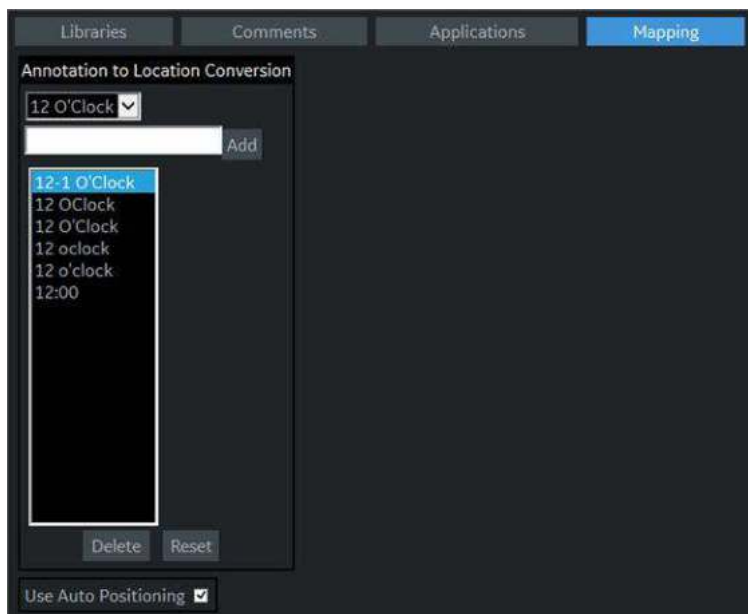 Libraries Comments Applications Mapping
Annotation to Location Conversion
12 O'Clock
Add
12-1 O'Clock
12 OClock
12 O'Clock
12 oclock
12 o'clock
12:00
Delete Reset
Use Auto Positioning